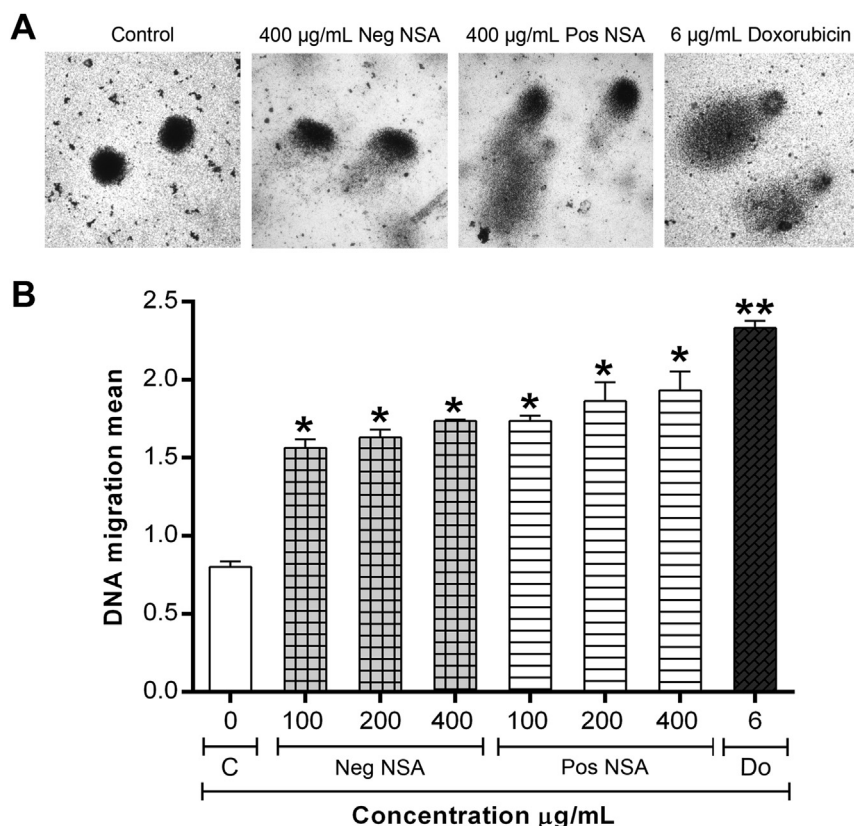 A
Control 400 µg/mL Neg NSA 400 µg/mL Pos NSA 6 µg/mL Doxorubicin
B
DNA migration mean
2.5
2.0
1.5
1.0
0.5
0.0
* * * * * * **
0 100 200 400 100 200 400 6
C Neg NSA Pos NSA Do
Concentration µg/mL